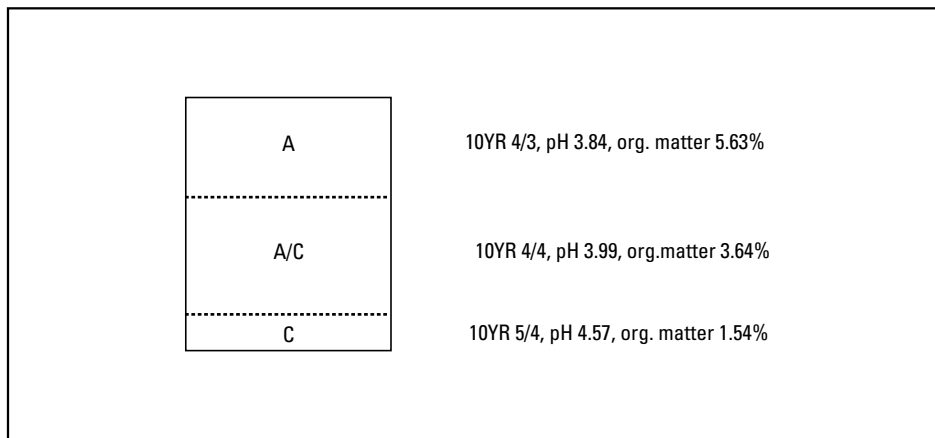 A 10YR 4/3, pH 3.84, org. matter 5.63%
A/C 10YR 4/4, pH 3.99, org.matter 3.64%
C 10YR 5/4, pH 4.57, org. matter 1.54%